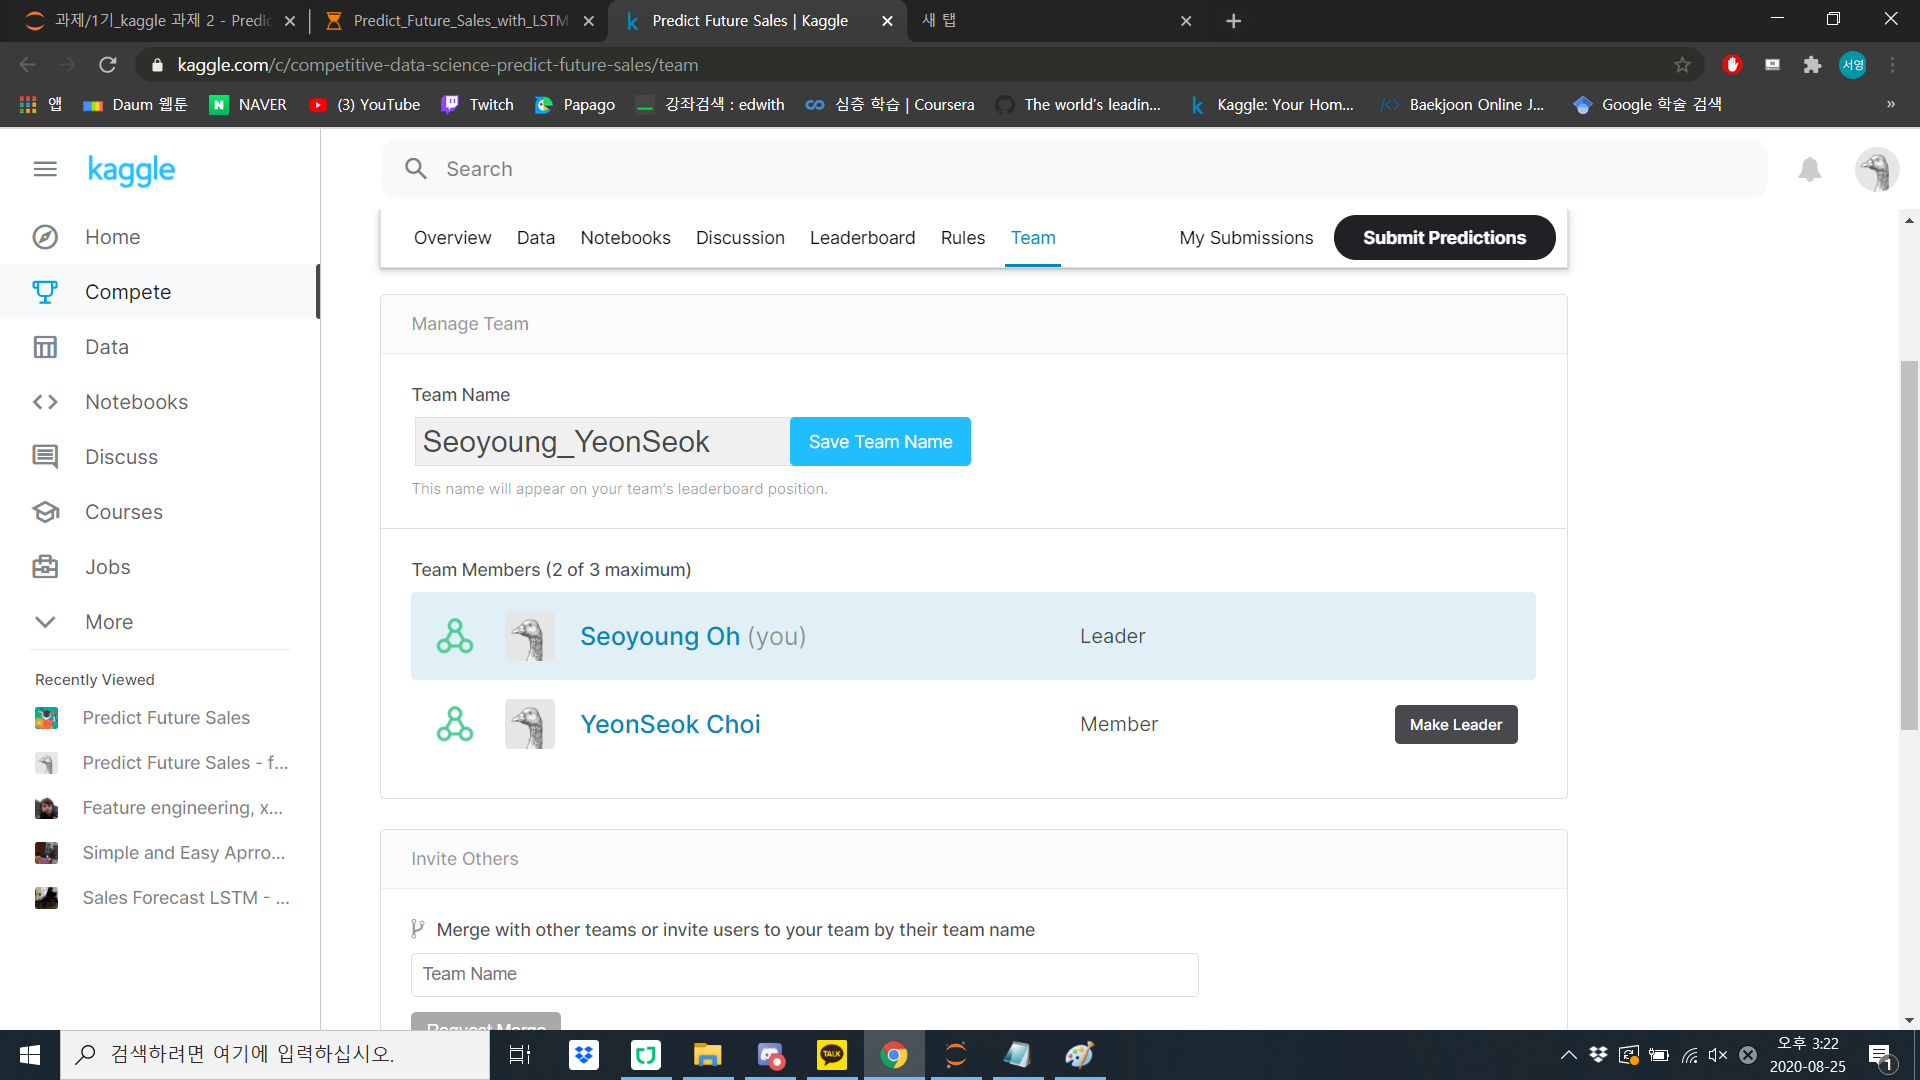 과제/1기_kaggle 과제 2 - Predic
Predict_Future_Sales_with_LSTM
Predict Future Sales | Kaggle
새 탭
kaggle.com/c/competitive-data-science-predict-future-sales/team
서영
앱
Daum 웹툰
NAVER
(3) YouTube
Twitch
Papago
강좌검색 : edwith
심층 학습 | Coursera
The world's leadin...
Kaggle: Your Hom...
Baekjoon Online J...
Google 학술 검색
»
kaggle
Search
Home
Compete
Data
Notebooks
Discuss
Courses
Jobs
More
Recently Viewed
Predict Future Sales
Predict Future Sales - f...
Feature engineering, x...
Simple and Easy Aprro...
Sales Forecast LSTM - ...
Overview
Data
Notebooks
Discussion
Leaderboard
Rules
Team
My Submissions
Submit Predictions
Manage Team
Team Name
Seoyoung_YeonSeok
Save Team Name
This name will appear on your team's leaderboard position.
Team Members (2 of 3 maximum)
Seoyoung Oh (you)
Leader
YeonSeok Choi
Member
Make Leader
Invite Others
Merge with other teams or invite users to your team by their team name
Team Name
Request Merge
검색하려면 여기에 입력하십시오.
TALK
오후 3:22
2020-08-25
1